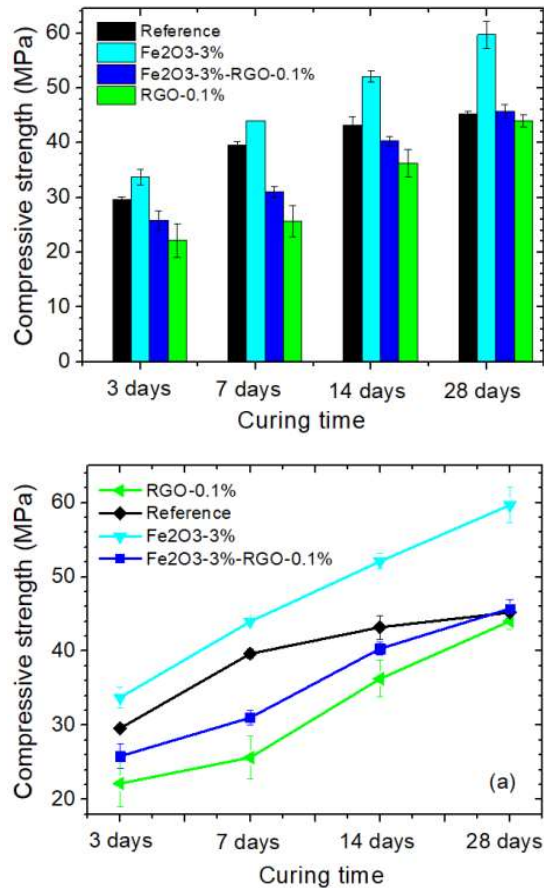 Compressive strength (MPa)
60
50
40
30
20
10
0
Reference
Fe2O3-3%
Fe2O3-3%-RGO-0.1%
RGO-0.1%
3 days 7 days 14 days 28 days
Curing time
Compressive strength (MPa)
60
50
40
30
20
RGO-0.1%
Reference
Fe2O3-3%
Fe2O3-3%-RGO-0.1%
(a)
3 days 7 days 14 days 28 days
Curing time